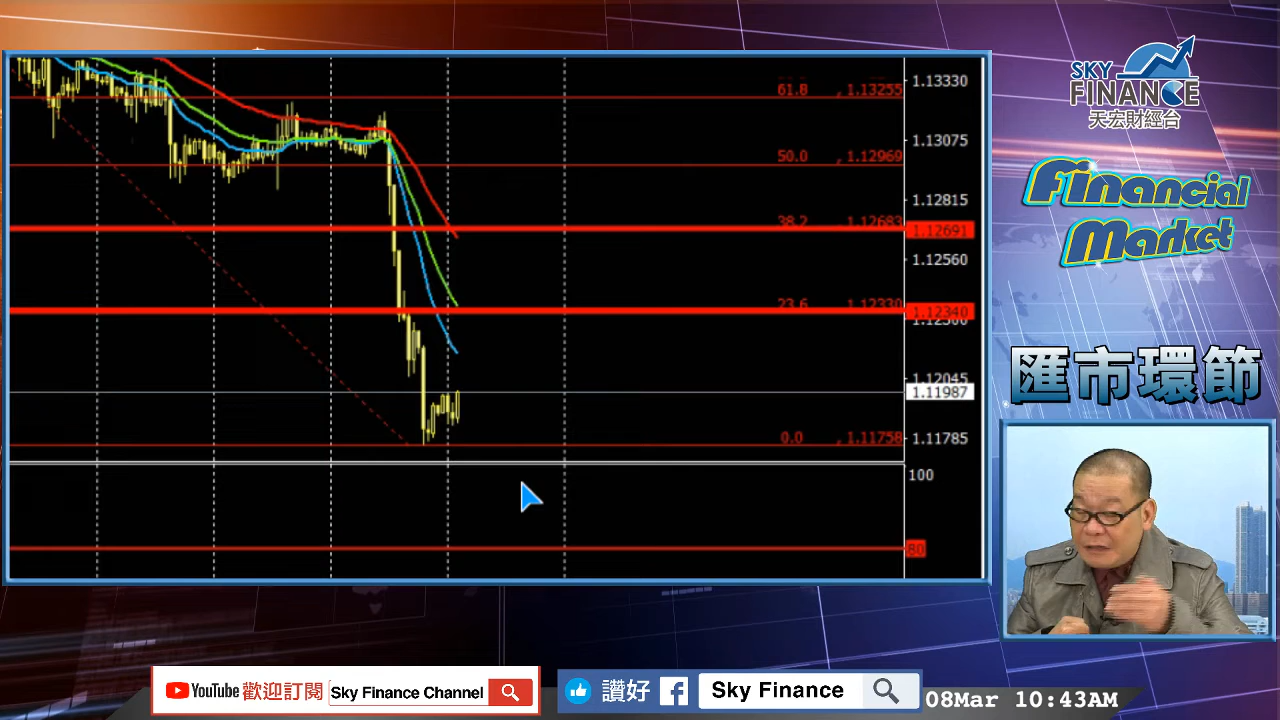 SKY
FINANCE
天宏財經台
Financial
Market
匯市環節
61.8 , 1.13255
50.0 , 1.12969
38.2 , 1.12683
23.6 , 1.12330
0.0 , 1.11758
1.13330
1.13075
1.12815
1.12691
1.12560
1.12340
1.12300
1.12045
1.11987
1.11785
100
80
YouTube 歡迎訂閱 Sky Finance Channel
讚好 f Sky Finance
08Mar 10:43AM